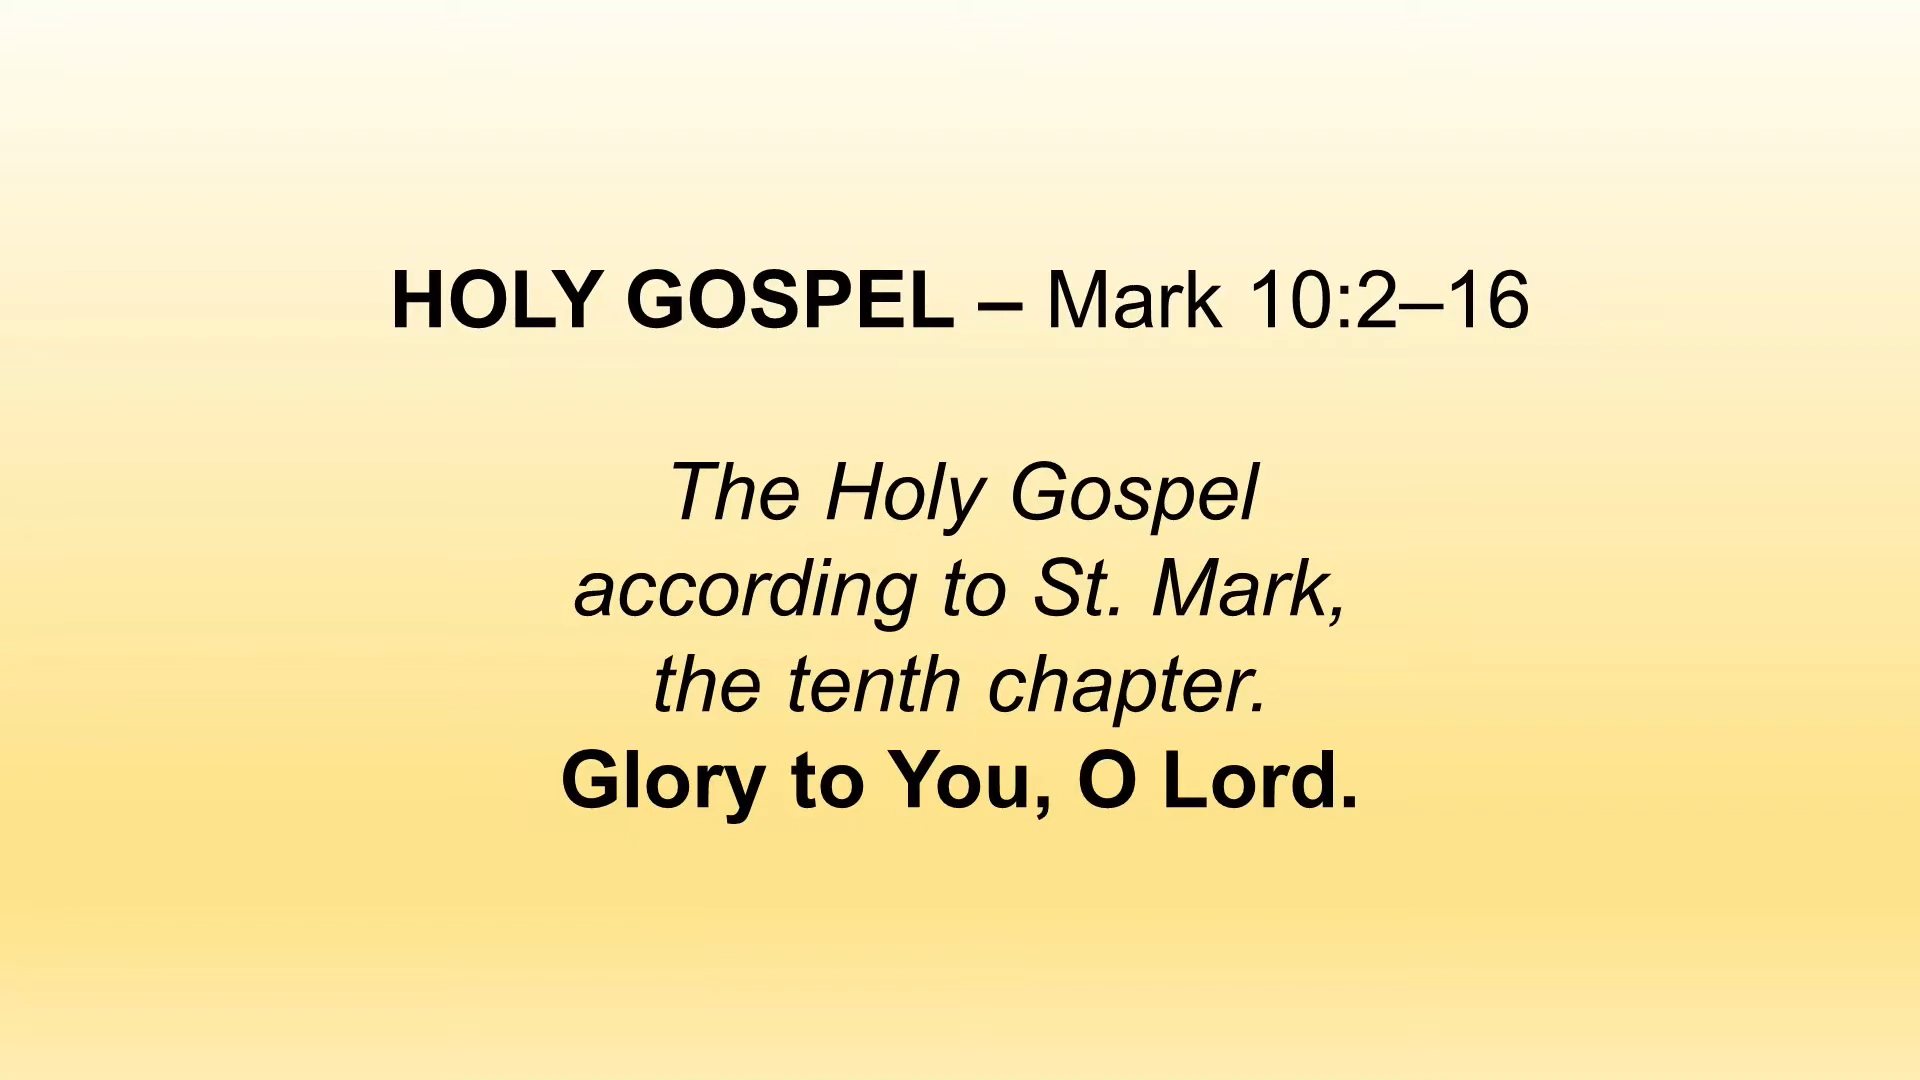 HOLY GOSPEL – Mark 10:2–16
The Holy Gospel
according to St. Mark,
the tenth chapter.
Glory to You, O Lord.